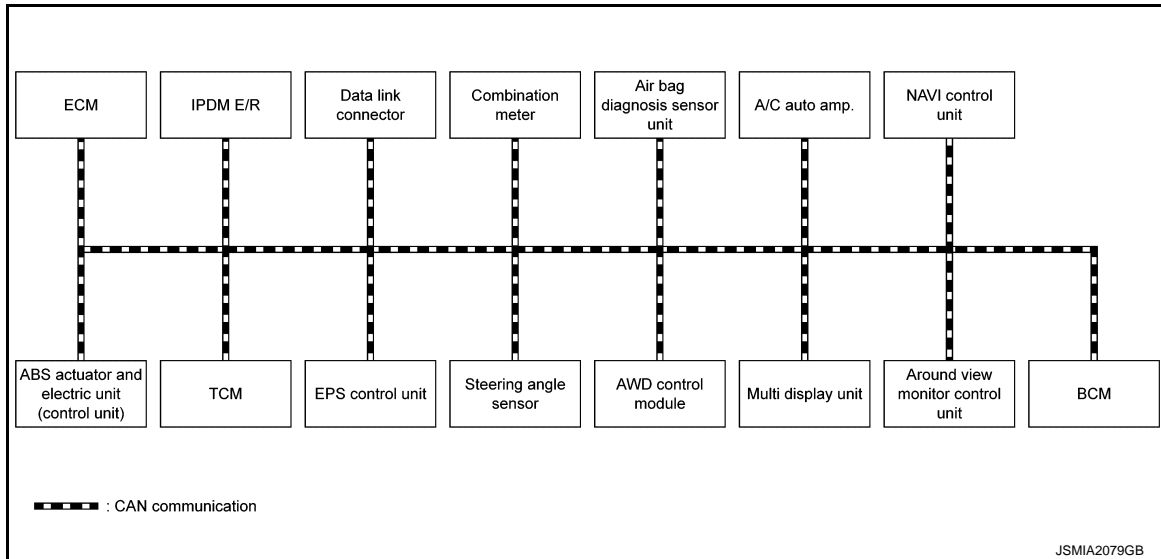 ECM
IPDM E/R
Data link
connector
Combination
meter
Air bag
diagnosis sensor
unit
A/C auto amp.
NAVI control
unit
ABS actuator and
electric unit
(control unit)
TCM
EPS control unit
Steering angle
sensor
AWD control
module
Multi display unit
Around view
monitor control
unit
BCM
: CAN communication
JSMIA2079GB